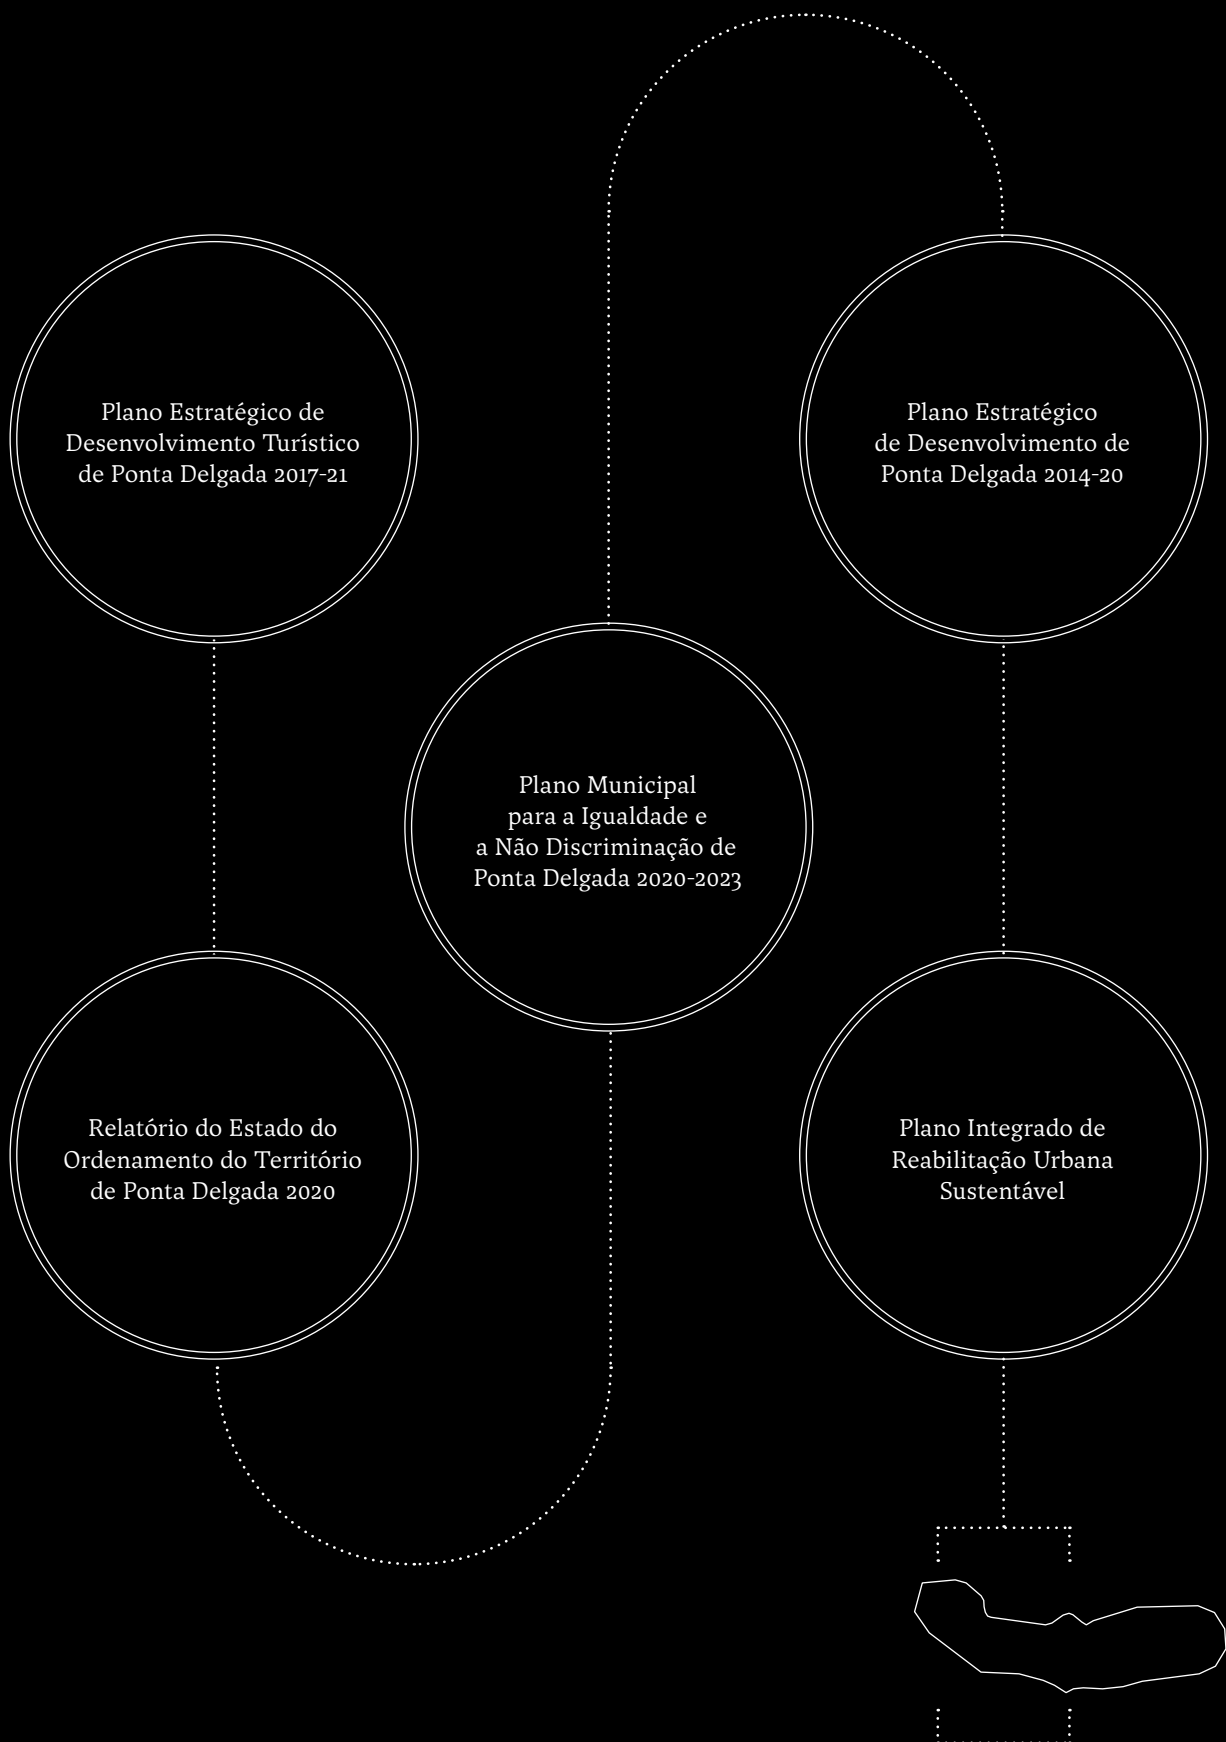 Plano Estratégico de
Desenvolvimento Turístico
de Ponta Delgada 2017-21
Plano Estratégico
de Desenvolvimento de
Ponta Delgada 2014-20
Plano Municipal
para a Igualdade e
a Não Discriminação de
Ponta Delgada 2020-2023
Relatório do Estado do
Ordenamento do Território
de Ponta Delgada 2020
Plano Integrado de
Reabilitação Urbana
Sustentável